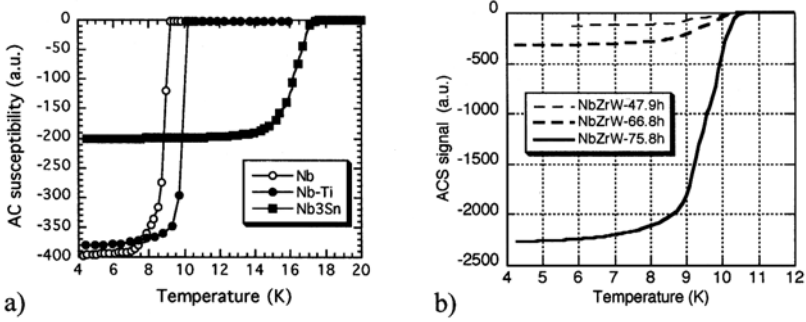 AC susceptibility (a.u.)
0
-50
-100
-150
-200
-250
-300
-350
-400
Nb
Nb-Ti
Nb3Sn
4 6 8 10 12 14 16 18 20
Temperature (K)
a)
ACS signal (a.u.)
0
-500
-1000
-1500
-2000
-2500
NbZrW-47.9h
NbZrW-66.8h
NbZrW-75.8h
4 5 6 7 8 9 10 11 12
Temperature (K)
b)